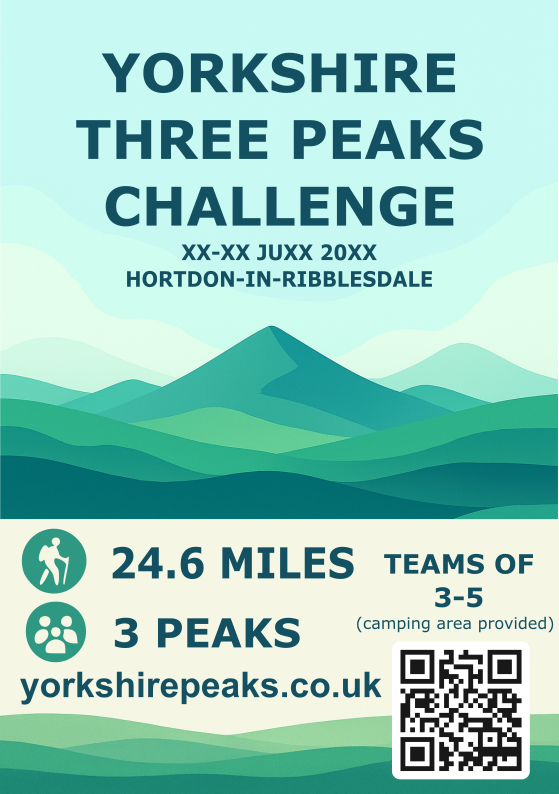 YORKSHIRE
THREE PEAKS
CHALLENGE
XX-XX JUXX 20XX
HORTDON-IN-RIBBLESDALE
24.6 MILES
3 PEAKS
TEAMS OF
3-5
(camping area provided)
yorkshirepeaks.co.uk